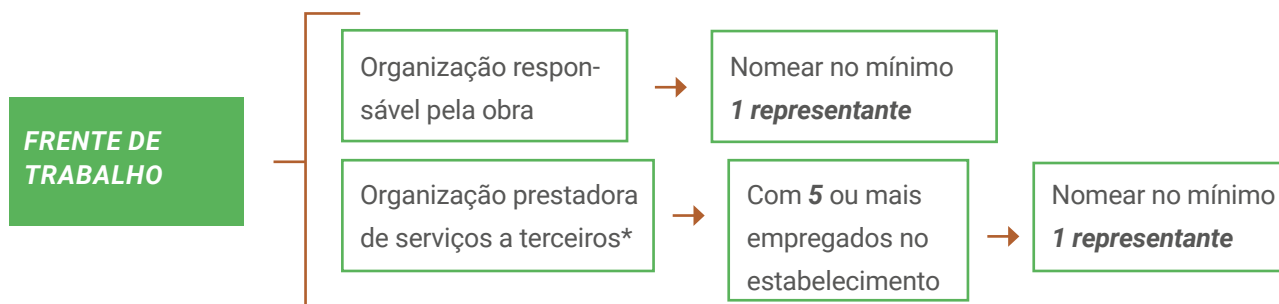 FRENTE DE
TRABALHO
Organização respon-
sável pela obra
Nomear no mínimo
1 representante
Organização prestadora
de serviços a terceiros*
Com 5 ou mais
empregados no
estabelecimento
Nomear no mínimo
1 representante